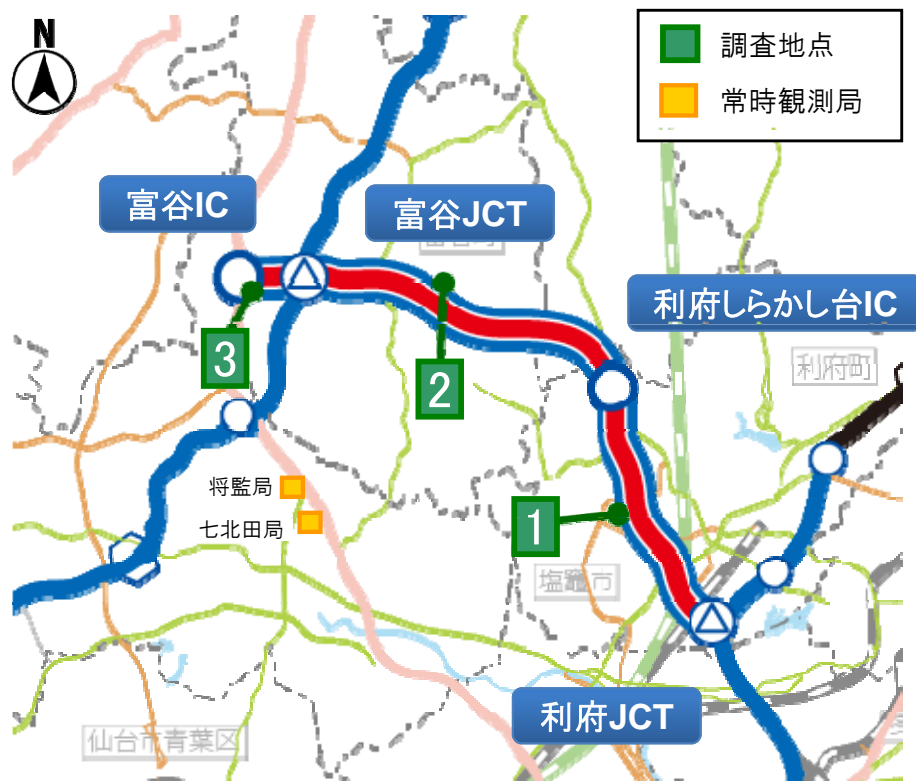 N
調査地点
常時観測局
富谷IC
富谷JCT
利府しらかし台IC
利府町
3
2
将監局
七北田局
1
塩竈市
利府JCT
仙台市青葉区